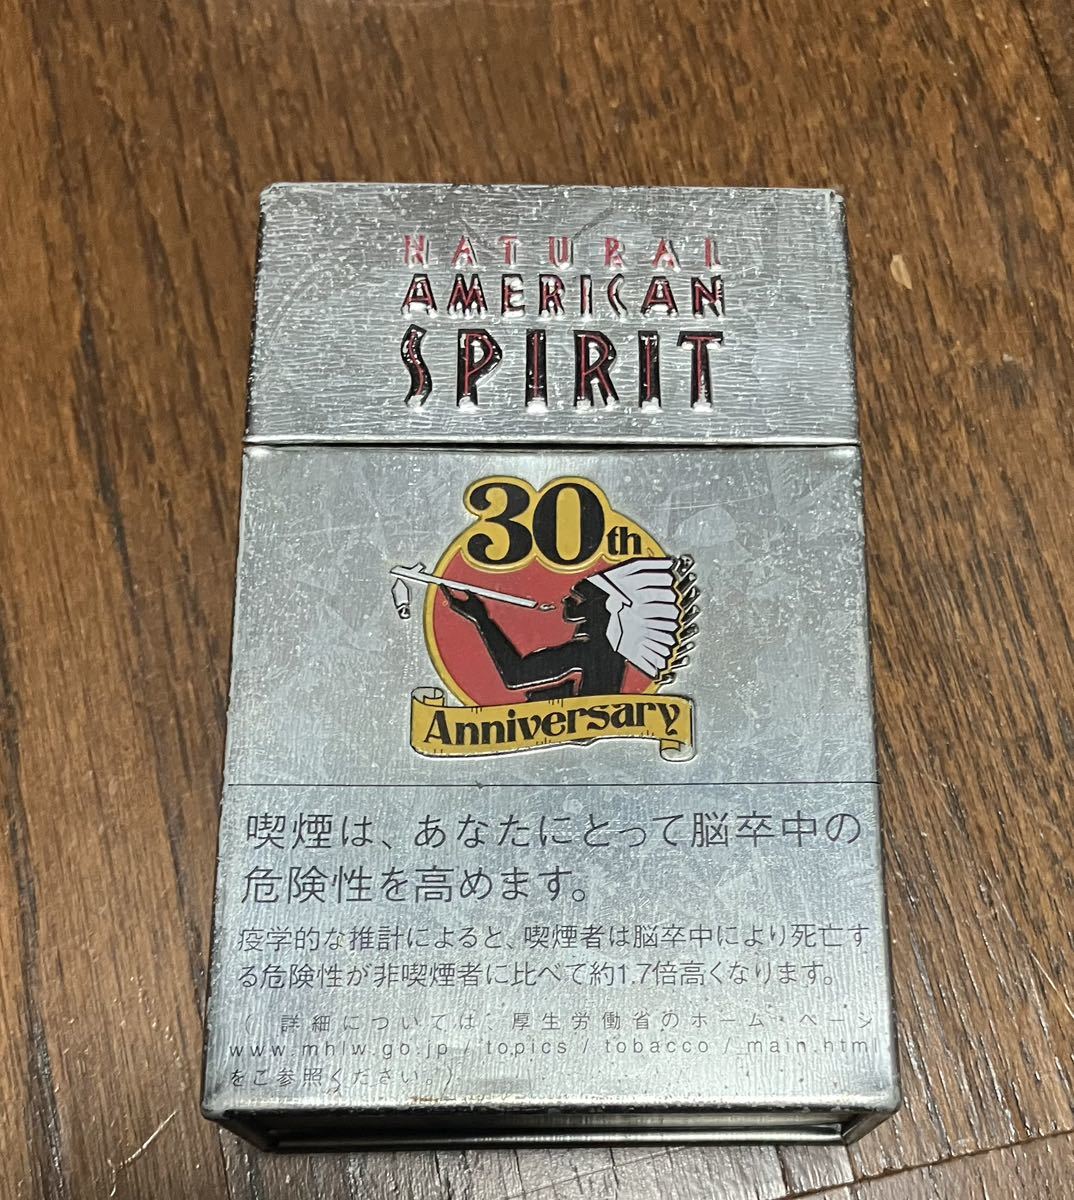 NATURAL
AMERICAN
SPIRIT
30th
Anniversary
喫煙は、あなたにとって脳卒中の
危険性を高めます。
疫学的な推計によると、喫煙者は脳卒中により死亡す
る危険性が非喫煙者に比べて約1.7倍高くなります。
(詳細については、厚生労働省のホーム・ページ
www.mhlw.go.jp/topics/tobacco/main.html
をご参照ください。)